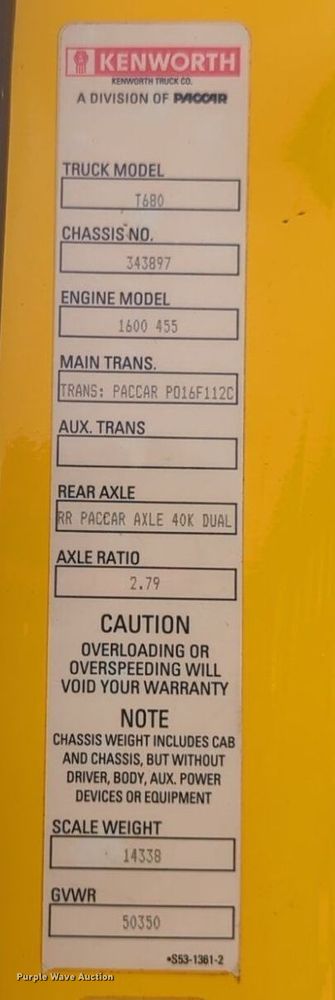 KENWORTH
KENWORTH TRUCK CO.
A DIVISION OF PACCAR
TRUCK MODEL
T680
CHASSIS NO.
343897
ENGINE MODEL
1600 455
MAIN TRANS.
TRANS: PACCAR PO16F112C
AUX. TRANS
REAR AXLE
RR PACCAR AXLE 40K DUAL
AXLE RATIO
2.79
CAUTION
OVERLOADING OR
OVERSPEEDING WILL
VOID YOUR WARRANTY
NOTE
CHASSIS WEIGHT INCLUDES CAB
AND CHASSIS, BUT WITHOUT
DRIVER, BODY, AUX. POWER
DEVICES OR EQUIPMENT
SCALE WEIGHT
14338
GVWR
50350
•S53-1361-2
Purple Wave Auction